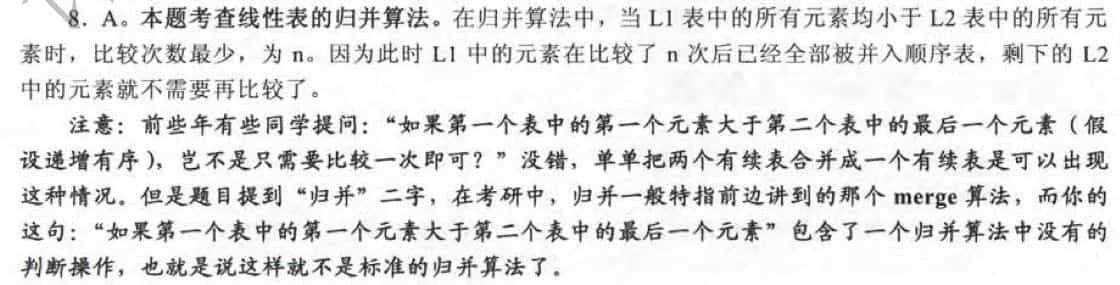 8．A。本题考查线性表的归并算法。在归并算法中，当 L1 表中的所有元素均小于 L2 表中的所有元
素时，比较次数最少，为 n。因为此时 L1 中的元素在比较了 n 次后已经全部被并入顺序表，剩下的 L2
中的元素就不需要再比较了。
注意：前些年有些同学提问：“如果第一个表中的第一个元素大于第二个表中的最后一个元素（假
设递增有序），岂不是只需要比较一次即可？”没错，单单把两个有续表合并成一个有续表是可以出现
这种情况。但是题目提到“归并”二字，在考研中，归并一般特指前边讲到的那个 merge 算法，而你的
这句：“如果第一个表中的第一个元素大于第二个表中的最后一个元素”包含了一个归并算法中没有的
判断操作，也就是说这样就不是标准的归并算法了。